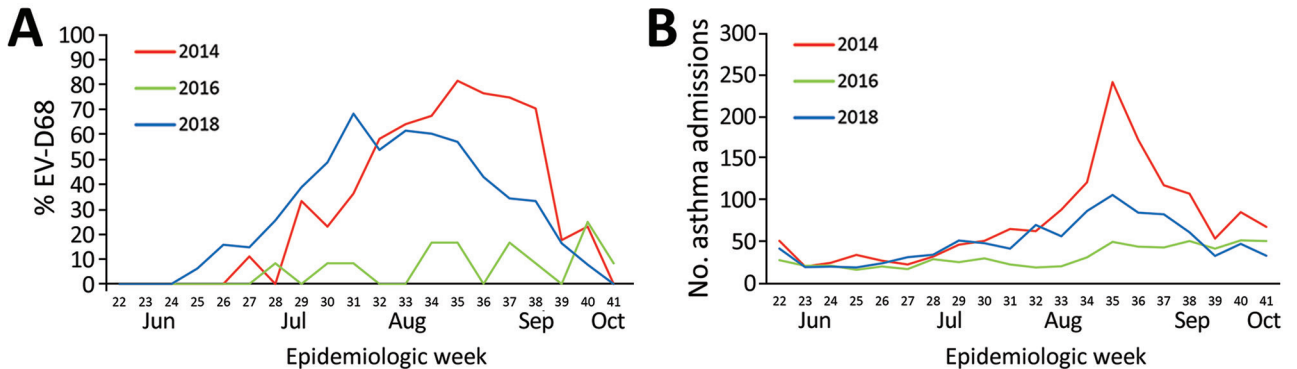 A
% EV-D68
100
90
80
70
60
50
40
30
20
10
0
2014
2016
2018
22 23 24 25 26 27 28 29 30 31 32 33 34 35 36 37 38 39 40 41
Jun Jul Aug Sep Oct
Epidemiologic week
B
No. asthma admissions
300
250
200
150
100
50
0
2014
2016
2018
22 23 24 25 26 27 28 29 30 31 32 33 34 35 36 37 38 39 40 41
Jun Jul Aug Sep Oct
Epidemiologic week